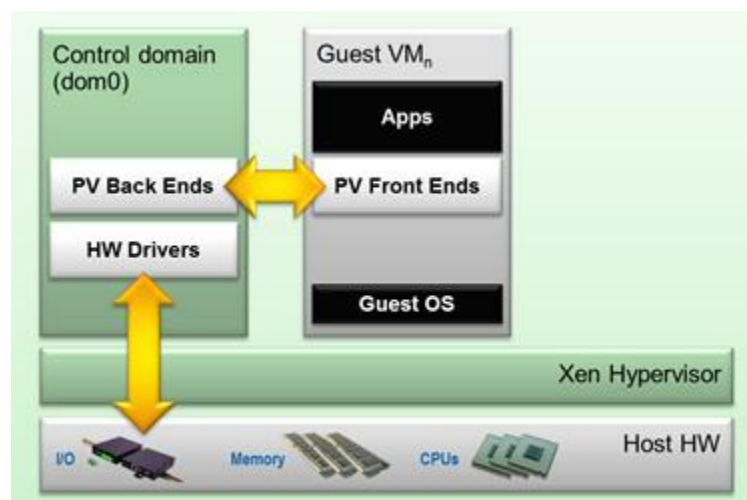 Control domain
(dom0)
PV Back Ends
HW Drivers
Guest VMn
Apps
PV Front Ends
Guest OS
Xen Hypervisor
I/O
Memory
CPUs
Host HW